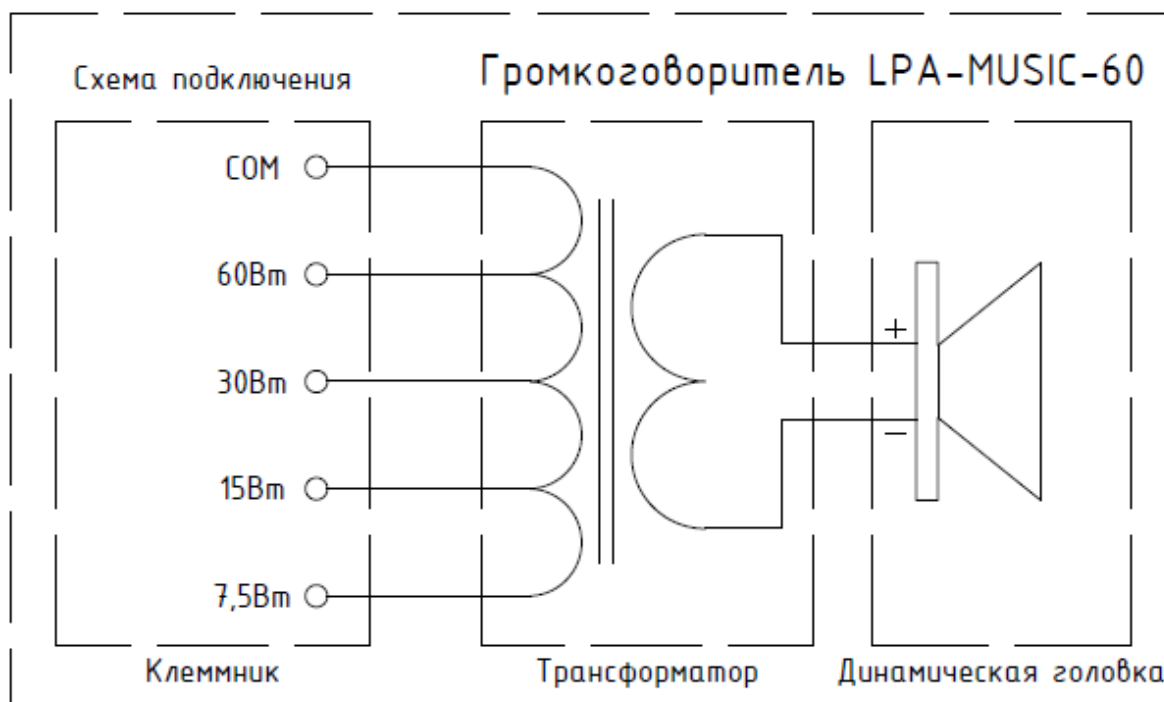 Схема подключения
Громкоговоритель LPA-MUSIC-60
COM
60Вт
30Вт
15Вт
7,5Вт
+
−
Клеммник
Трансформатор
Динамическая головка